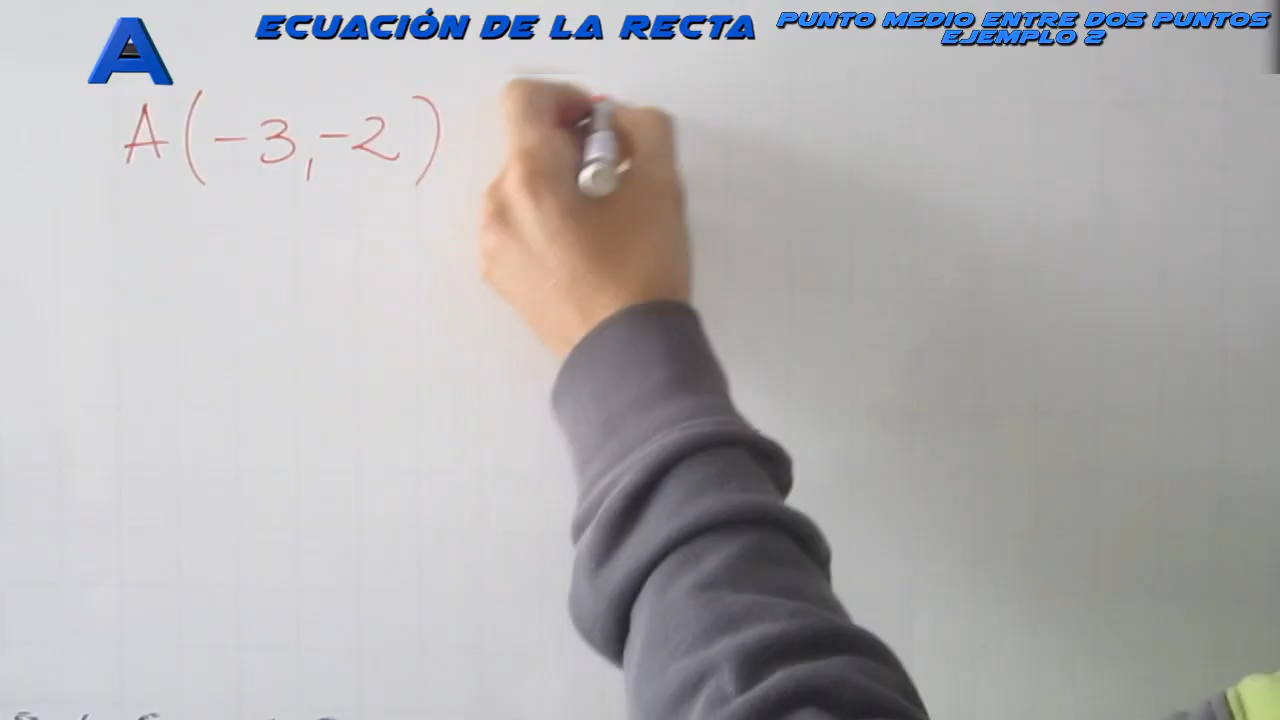 A
ECUACIÓN DE LA RECTA
PUNTO MEDIO ENTRE DOS PUNTOS
EJEMPLO 2
A(-3,-2)